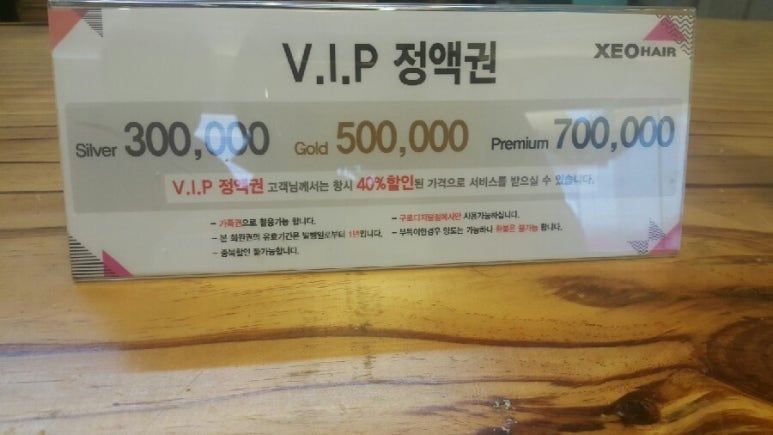 V.I.P 정액권
XEOHAIR
Silver 300,000 Gold 500,000 Premium 700,000
V.I.P 정액권 고객님께서는 항시 40%할인된 가격으로 서비스를 받으실 수 있습니다.
- 가족권으로 활용가능 합니다.
- 본 회원권의 유효기간은 발행일로부터 1년입니다.
- 중복할인 불가능합니다.
- 구로디지털점에서만 사용가능하십니다.
- 부득이한경우 양도는 가능하나 환불은 불가능 합니다.